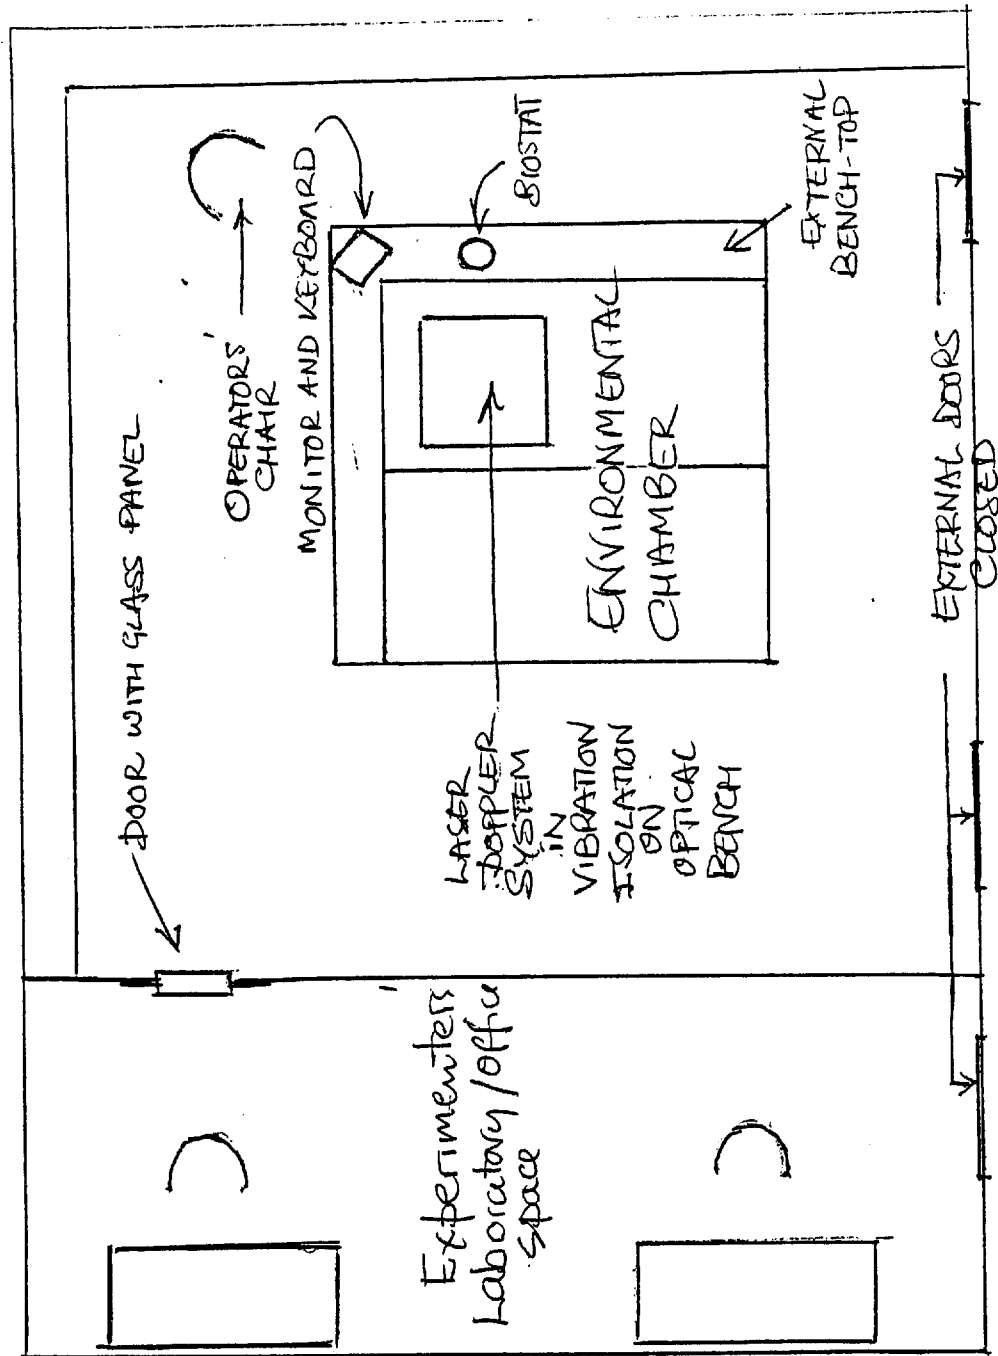 DOOR WITH GLASS PANEL
OPERATORS'
CHAIR
MONITOR AND KEYBOARD
BIOSTAT
EXTERNAL
BENCH-TOP
ENVIRONMENTAL
CHAMBER
LASER
DOPPLER
SYSTEM
IN
VIBRATION
ISOLATION
ON
OPTICAL
BENCH
EXTERNAL DOORS
CLOSED
Experimenters'
Laboratory/Office
Space